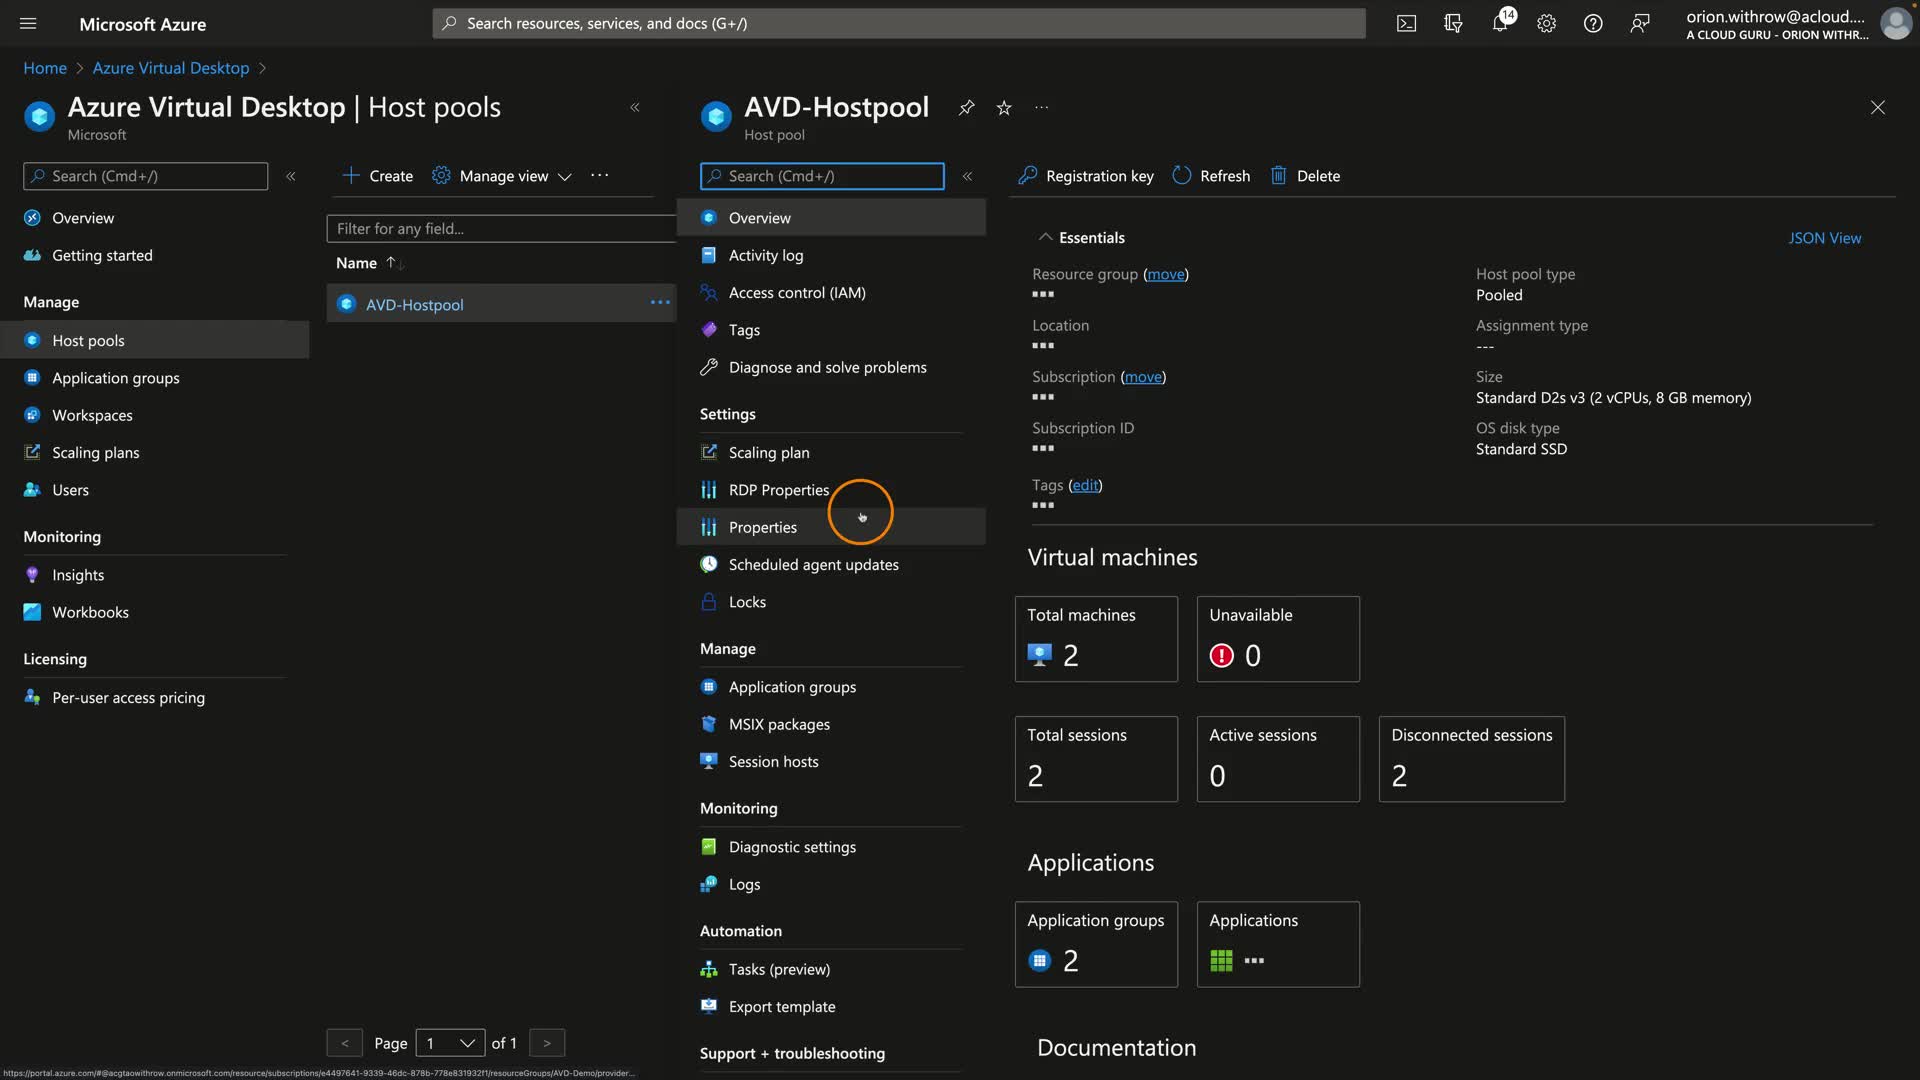 Microsoft Azure
Search resources, services, and docs (G+/)
14
orion.withrow@acloud....
A CLOUD GURU - ORION WITHR...
Home > Azure Virtual Desktop >
Azure Virtual Desktop | Host pools
Microsoft
Search (Cmd+/)
Overview
Getting started
Manage
Host pools
Application groups
Workspaces
Scaling plans
Users
Monitoring
Insights
Workbooks
Licensing
Per-user access pricing
Create
Manage view
Filter for any field...
Name
AVD-Hostpool
< Page 1 of 1 >
AVD-Hostpool
Host pool
Search (Cmd+/)
Overview
Activity log
Access control (IAM)
Tags
Diagnose and solve problems
Settings
Scaling plan
RDP Properties
Properties
Scheduled agent updates
Locks
Manage
Application groups
MSIX packages
Session hosts
Monitoring
Diagnostic settings
Logs
Automation
Tasks (preview)
Export template
Support + troubleshooting
Registration key
Refresh
Delete
Essentials
JSON View
Resource group (move)
Location
Subscription (move)
Subscription ID
Tags (edit)
Host pool type
Pooled
Assignment type
---
Size
Standard D2s v3 (2 vCPUs, 8 GB memory)
OS disk type
Standard SSD
Virtual machines
Total machines
2
Unavailable
0
Total sessions
2
Active sessions
0
Disconnected sessions
2
Applications
Application groups
2
Applications
Documentation
https://portal.azure.com/#@acgtaowithrow.onmicrosoft.com/resource/subscriptions/e4497641-9339-46dc-878b-778e831932f1/resourceGroups/AVD-Demo/provider...